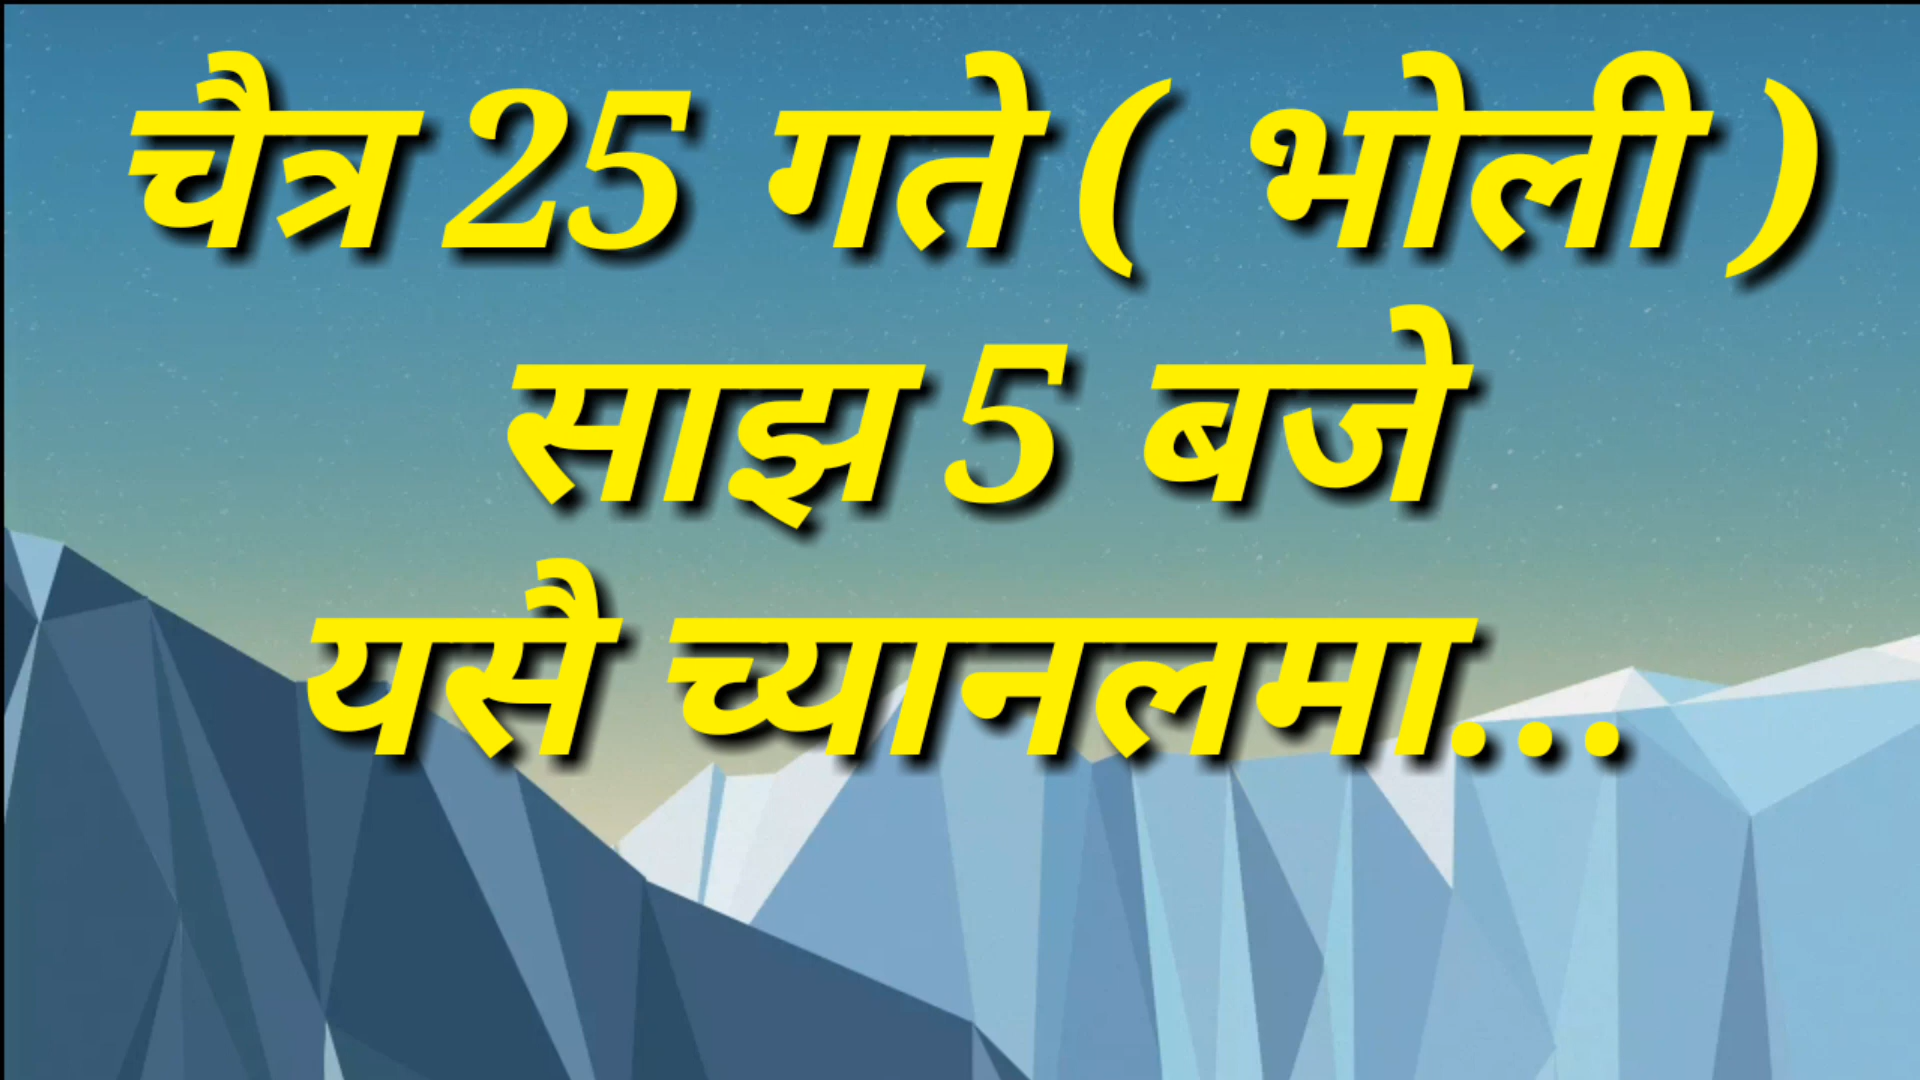 चैत्र 25 गते ( भोली )
साझ 5 बजे
यसै च्यानलमा...